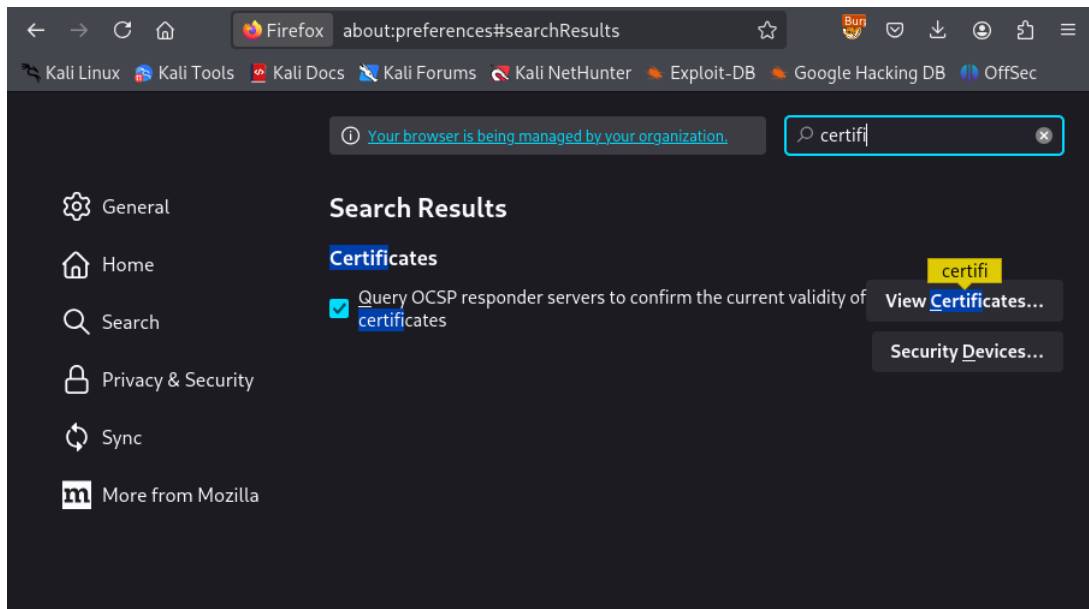 Firefox about:preferences#searchResults
Burp
Kali Linux Kali Tools Kali Docs Kali Forums Kali NetHunter Exploit-DB Google Hacking DB OffSec
Your browser is being managed by your organization.
certifi
General
Home
Search
Privacy & Security
Sync
More from Mozilla
Search Results
Certificates
Query OCSP responder servers to confirm the current validity of
certificates
certifi
View Certificates...
Security Devices...